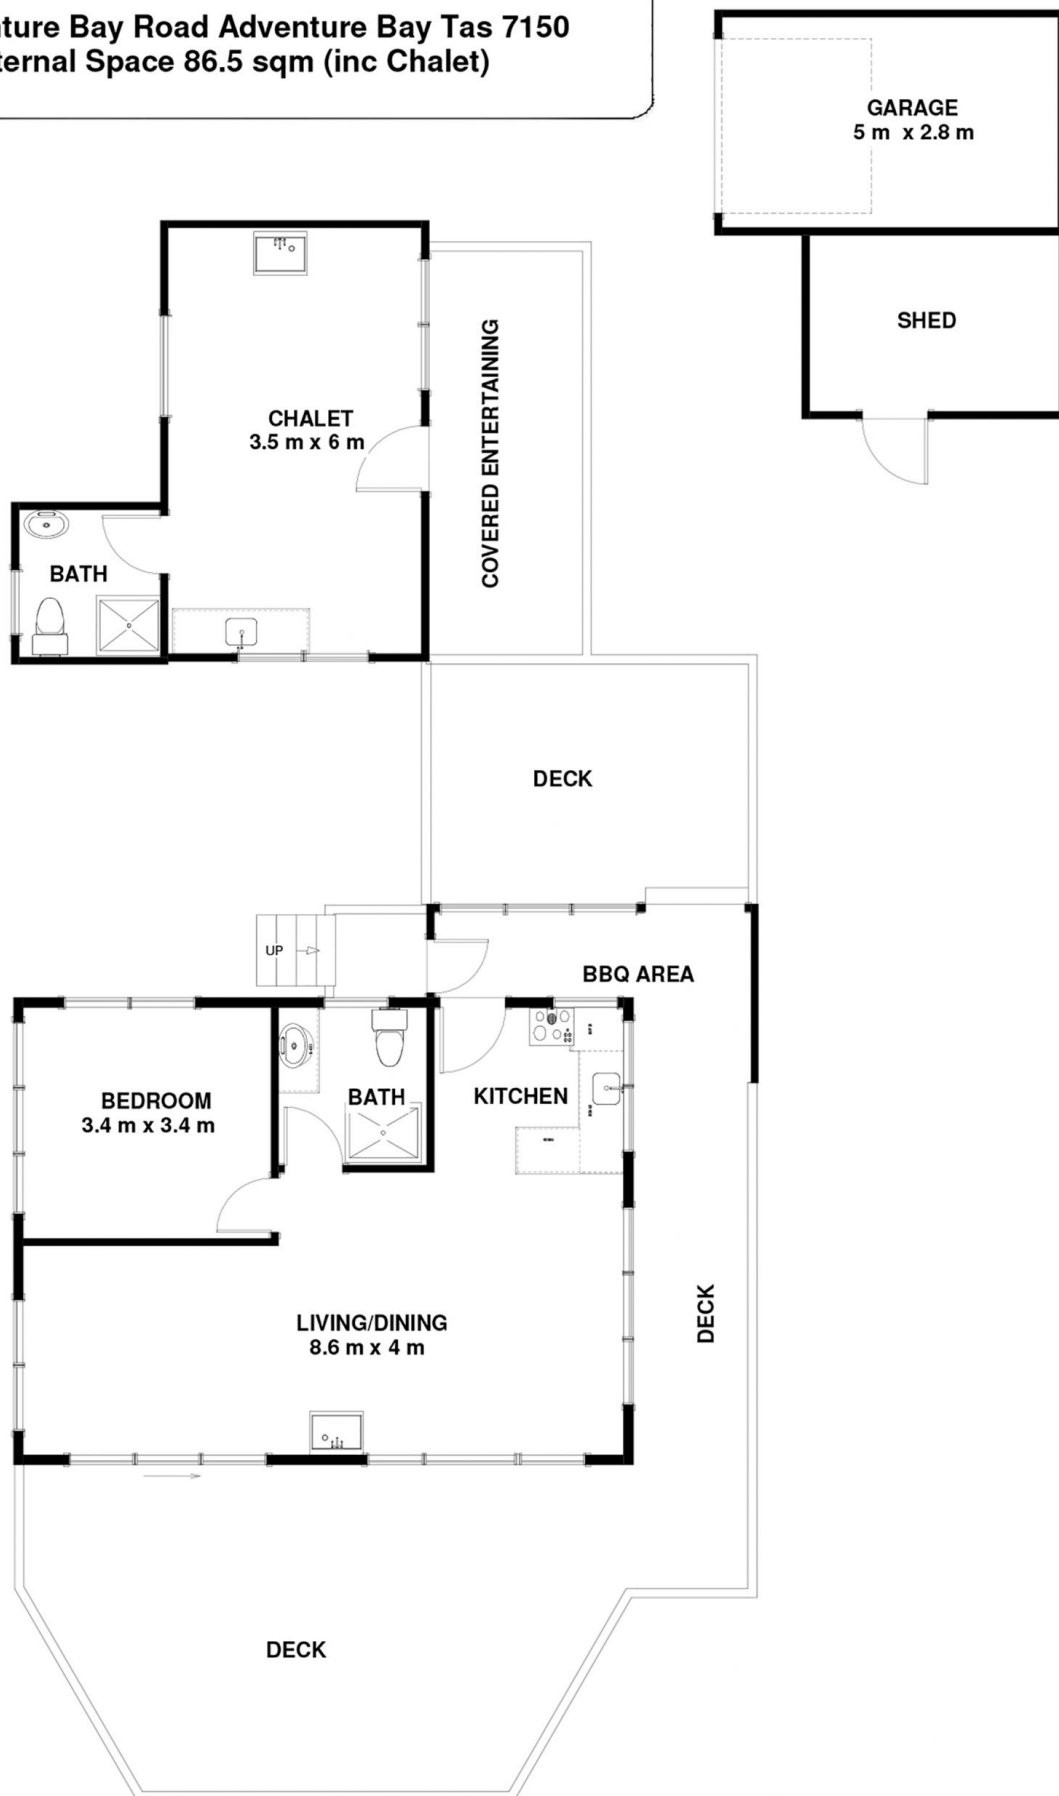 nture Bay Road Adventure Bay Tas 7150
ternal Space 86.5 sqm (inc Chalet)
GARAGE
5 m x 2.8 m
SHED
CHALET
3.5 m x 6 m
COVERED ENTERTAINING
BATH
DECK
UP
BBQ AREA
BEDROOM
3.4 m x 3.4 m
BATH
KITCHEN
LIVING/DINING
8.6 m x 4 m
DECK
DECK